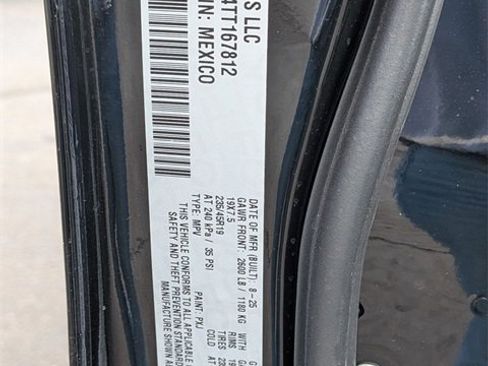 S LLC
4TT167812
IN: MEXICO
DATE OF MFR (BUILT): 8-25
GAWR FRONT: 2600 LB / 1180 KG WITH
19X7.5 RIMS
235/45R19 TIRES
AT 240 kPa / 35 PSI COLD
TYPE: MPV PAINT: PXJ
THIS VEHICLE CONFORMS TO ALL APPLICABLE
SAFETY AND THEFT PREVENTION STANDARD
MANUFACTURE SHOWN